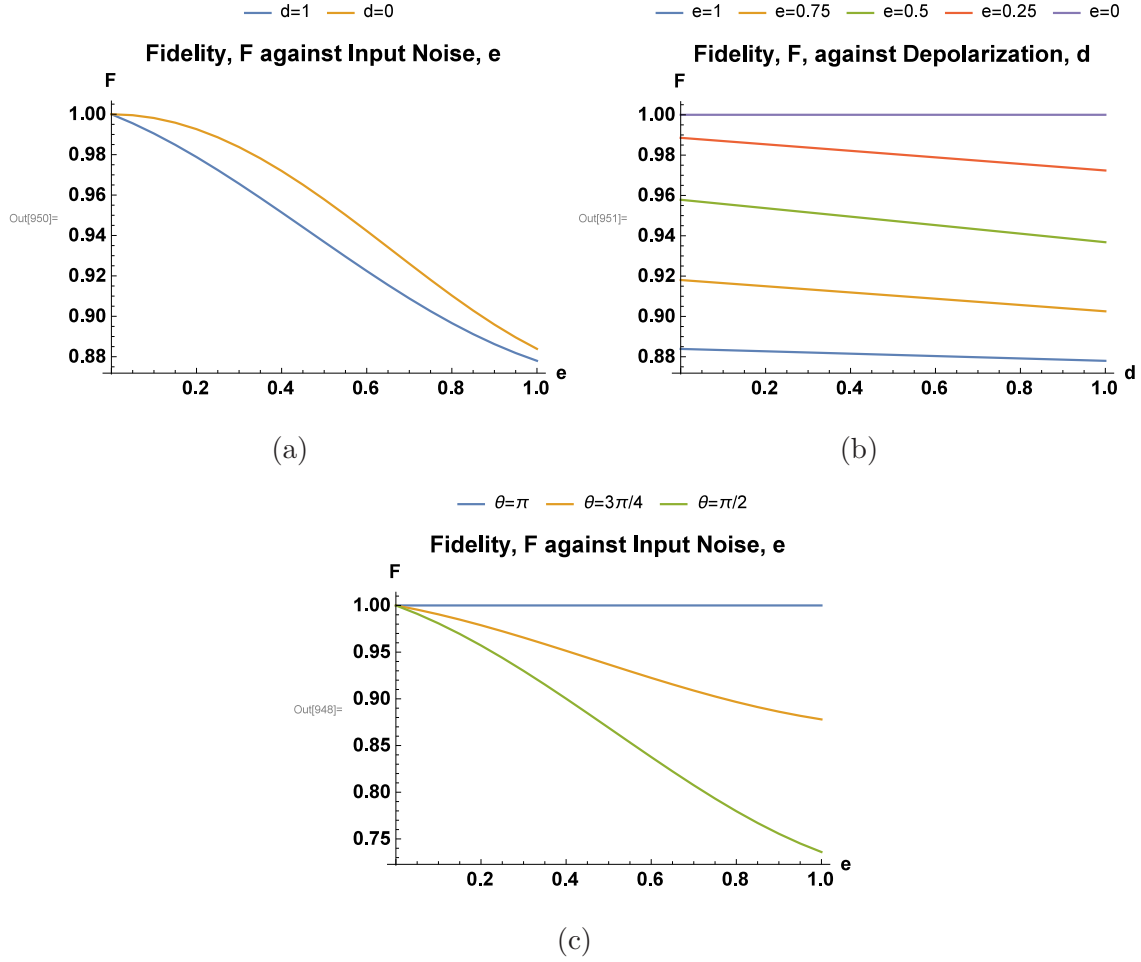 d=1 d=0
Fidelity, F against Input Noise, e
F
1.00
0.98
0.96
0.94
0.92
0.90
0.88
Out[950]=
0.2 0.4 0.6 0.8 1.0 e
(a)
e=1 e=0.75 e=0.5 e=0.25 e=0
Fidelity, F, against Depolarization, d
F
1.00
0.98
0.96
0.94
0.92
0.90
0.88
Out[951]=
0.2 0.4 0.6 0.8 1.0 d
(b)
θ=π θ=3π/4 θ=π/2
Fidelity, F against Input Noise, e
F
1.00
0.95
0.90
0.85
0.80
0.75
Out[948]=
0.2 0.4 0.6 0.8 1.0 e
(c)